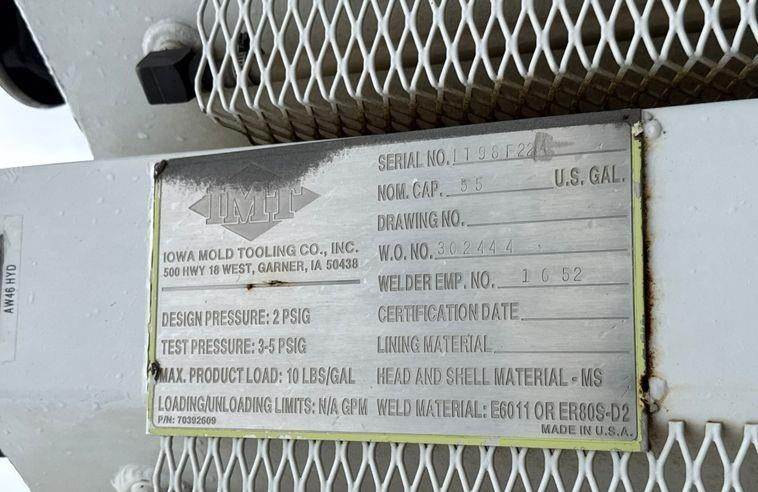 IMT
IOWA MOLD TOOLING CO., INC.
500 HWY 18 WEST, GARNER, IA 50438
DESIGN PRESSURE: 2 PSIG
TEST PRESSURE: 3-5 PSIG
MAX. PRODUCT LOAD: 10 LBS/GAL
LOADING/UNLOADING LIMITS: N/A GPM
P/N: 70392609
SERIAL NO.
NOM. CAP. 55 U.S. GAL.
DRAWING NO.
W.O. NO. 302444
WELDER EMP. NO. 1652
CERTIFICATION DATE
LINING MATERIAL
HEAD AND SHELL MATERIAL - MS
WELD MATERIAL: E6011 OR ER80S-D2
MADE IN U.S.A.
AW46 HYD